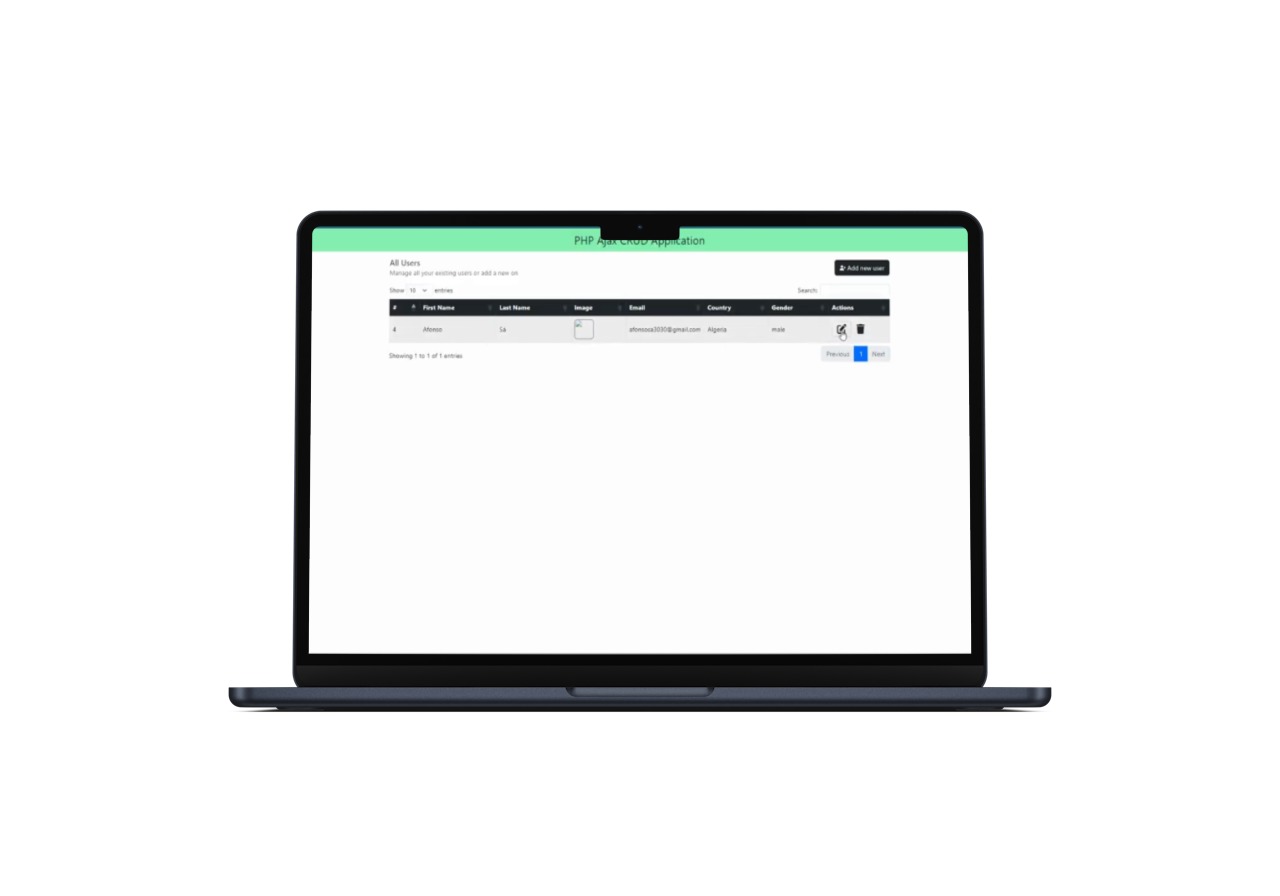 PHP Ajax CRUD Application
All Users
Manage all your existing users or add a new on
Add new user
Show 10 entries
Search:
# First Name Last Name Image Email Country Gender Actions
4 Afonso Sa afonsosa3030@gmail.com Algeria male
Showing 1 to 1 of 1 entries
Previous 1 Next